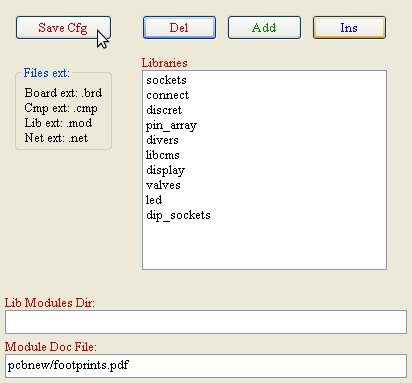 Save Cfg Del Add Ins
Files ext:
Board ext: .brd
Cmp ext: .cmp
Lib ext: .mod
Net ext: .net
Libraries
sockets
connect
discret
pin_array
divers
libcms
display
valves
led
dip_sockets
Lib Modules Dir:
Module Doc File:
pcbnew/footprints.pdf